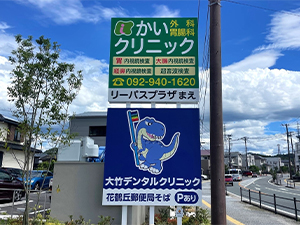 かい 外科 胃腸科
クリニック
胃 内視鏡検査 大腸 内視鏡検査
経鼻 内視鏡検査 超音波検査
☎ 092-940-1620
リーパスプラザまえ
大竹デンタルクリニック
花鶴丘郵便局そば Pあり